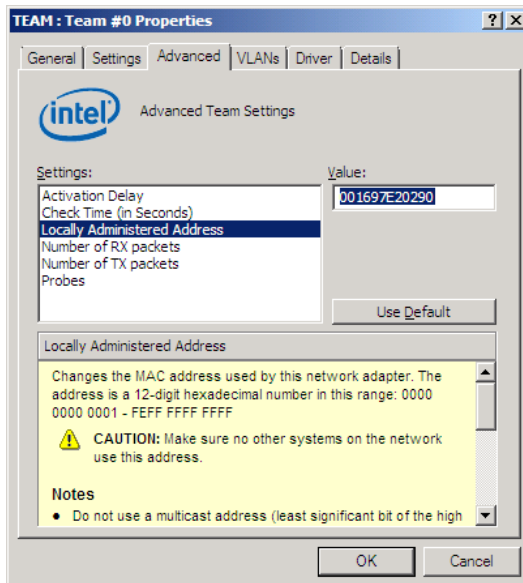 TEAM : Team #0 Properties
General Settings Advanced VLANs Driver Details
intel
Advanced Team Settings
Settings:
Value:
Activation Delay
Check Time (in Seconds)
Locally Administered Address
Number of RX packets
Number of TX packets
Probes
001697E20290
Use Default
Locally Administered Address
Changes the MAC address used by this network adapter. The
address is a 12-digit hexadecimal number in this range: 0000
0000 0001 - FEFF FFFF FFFF
CAUTION: Make sure no other systems on the network
use this address.
Notes
• Do not use a multicast address (least significant bit of the high
OK
Cancel